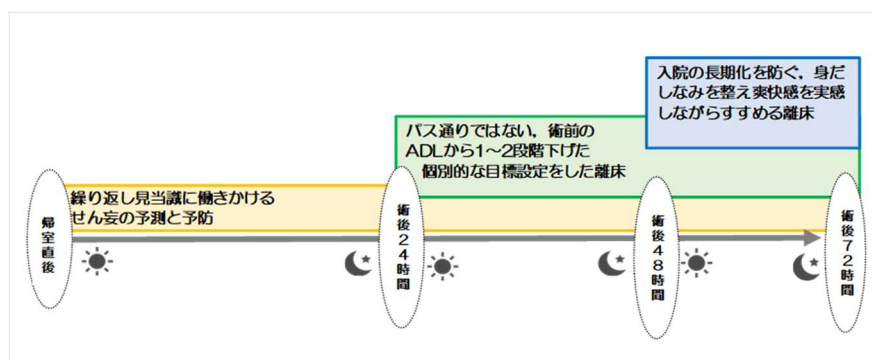 入院の長期化を防ぐ，身だ
しなみを整え爽快感を実感
しながらすすめる離床
パス通りではない，術前の
ADLから1～2段階下げた
個別的な目標設定をした離床
繰り返し見当識に働きかける
せん妄の予測と予防
帰室直後
術後24時間
術後48時間
術後72時間